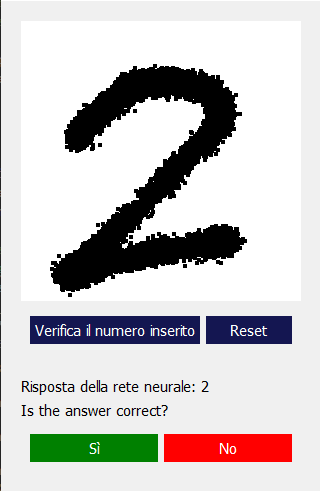 2
Verifica il numero inserito Reset
Risposta della rete neurale: 2
Is the answer correct?
Sì No